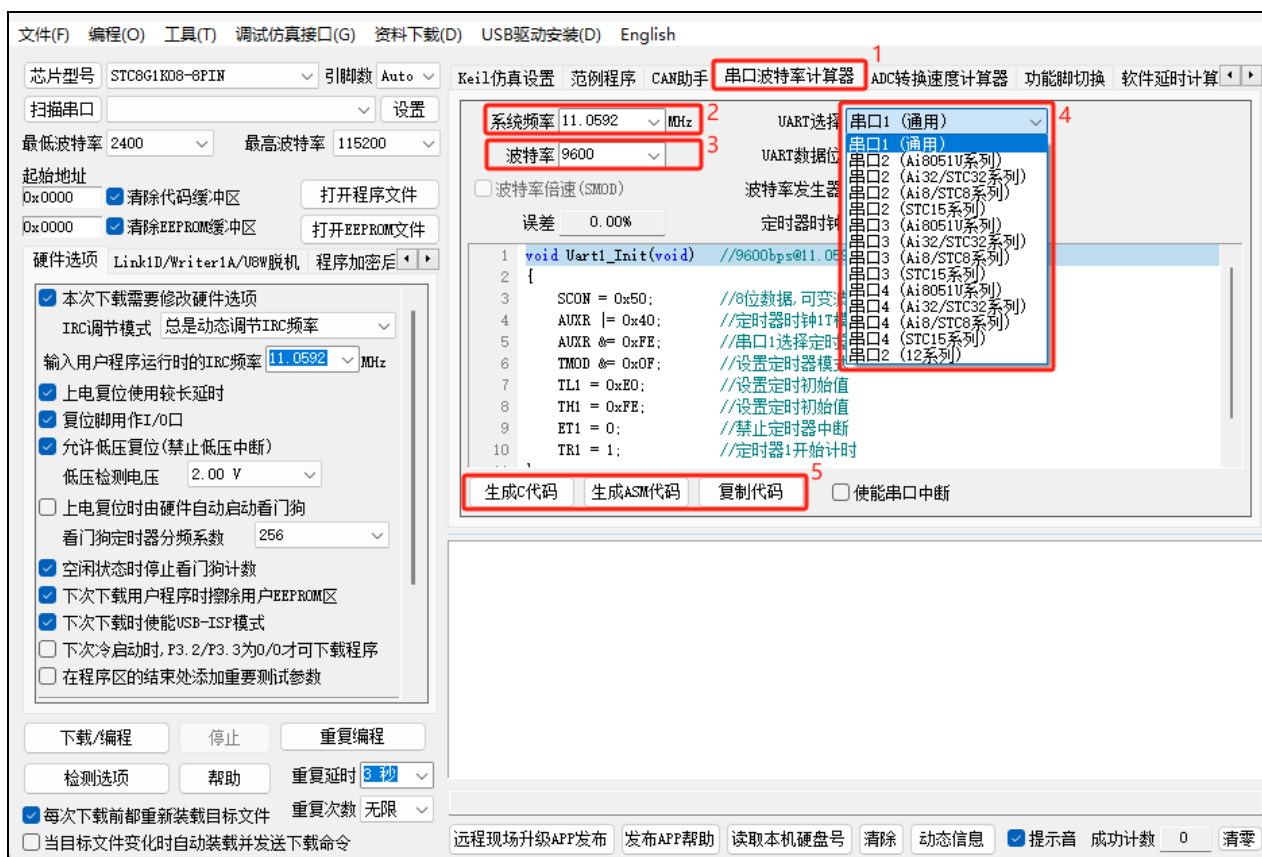 文件(F) 编程(O) 工具(T) 调试仿真接口(G) 资料下载(D) USB驱动安装(D) English
芯片型号 STC8G1K08-8PIN 引脚数 Auto
扫描串口 设置
最低波特率 2400 最高波特率 115200
起始地址
0x0000 清除代码缓冲区 打开程序文件
0x0000 清除EEPROM缓冲区 打开EEPROM文件
硬件选项 Link1D/Writer1A/U8W脱机 程序加密后
本次下载需要修改硬件选项
IRC调节模式 总是动态调节IRC频率
输入用户程序运行时的IRC频率 11.0592 MHz
上电复位使用较长延时
复位脚用作I/O口
允许低压复位(禁止低压中断)
低压检测电压 2.00 V
上电复位时由硬件自动启动看门狗
看门狗定时器分频系数 256
空闲状态时停止看门狗计数
下次下载用户程序时擦除用户EEPROM区
下次下载时使能USB-ISP模式
下次冷启动时,P3.2/P3.3为0/0才可下载程序
在程序区的结束处添加重要测试参数
下载/编程 停止 重复编程
检测选项 帮助 重复延时 3 秒
每次下载前都重新装载目标文件 重复次数 无限
当目标文件变化时自动装载并发送下载命令
1
Keil仿真设置 范例程序 CAN助手 串口波特率计算器 ADC转换速度计算器 功能脚切换 软件延时计算
系统频率 11.0592 MHz 2 UART选择 串口1 (通用) 4
波特率 9600 3 UART数据位
波特率倍速(SMOD) 波特率发生器
误差 0.00% 定时器时钟
串口1 (通用)
串口2 (Ai8051U系列)
串口2 (Ai32/STC32系列)
串口2 (Ai8/STC8系列)
串口2 (STC15系列)
串口3 (Ai8051U系列)
串口3 (Ai32/STC32系列)
串口3 (Ai8/STC8系列)
串口3 (STC15系列)
串口4 (Ai8051U系列)
串口4 (Ai32/STC32系列)
串口4 (Ai8/STC8系列)
串口4 (STC15系列)
串口2 (12系列)
1 void Uart1_Init(void) //9600bps@11.059
2 {
3 SCON = 0x50; //8位数据,可变波
4 AUXR |= 0x40; //定时器时钟1T模
5 AUXR &= 0xFE; //串口1选择定时器
6 TMOD &= 0x0F; //设置定时器模式
7 TL1 = 0xE0; //设置定时初始值
8 TH1 = 0xFE; //设置定时初始值
9 ET1 = 0; //禁止定时器中断
10 TR1 = 1; //定时器1开始计时
5
生成C代码 生成ASM代码 复制代码 使能串口中断
远程现场升级APP发布 发布APP帮助 读取本机硬盘号 清除 动态信息 提示音 成功计数 0 清零